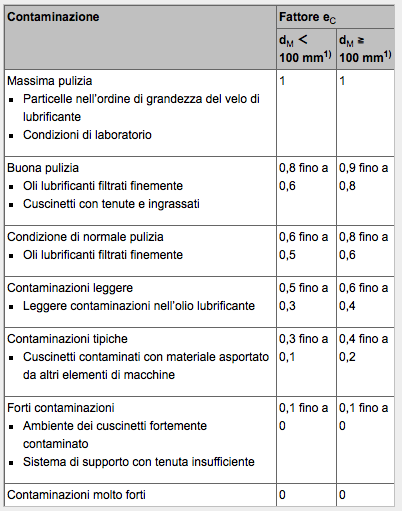 Contaminazione
Fattore eC
dM < 100 mm1)
dM ≥ 100 mm1)
Massima pulizia
1
1
▪ Particelle nell'ordine di grandezza del velo di
lubrificante
▪ Condizioni di laboratorio
Buona pulizia
0,8 fino a
0,9 fino a
▪ Oli lubrificanti filtrati finemente
0,6
0,8
▪ Cuscinetti con tenute e ingrassati
Condizione di normale pulizia
0,6 fino a
0,8 fino a
▪ Oli lubrificanti filtrati finemente
0,5
0,6
Contaminazioni leggere
0,5 fino a
0,6 fino a
▪ Leggere contaminazioni nell'olio lubrificante
0,3
0,4
Contaminazioni tipiche
0,3 fino a
0,4 fino a
▪ Cuscinetti contaminati con materiale asportato
0,1
0,2
da altri elementi di macchine
Forti contaminazioni
0,1 fino a
0,1 fino a
▪ Ambiente dei cuscinetti fortemente
0
0
contaminato
▪ Sistema di supporto con tenuta insufficiente
Contaminazioni molto forti
0
0